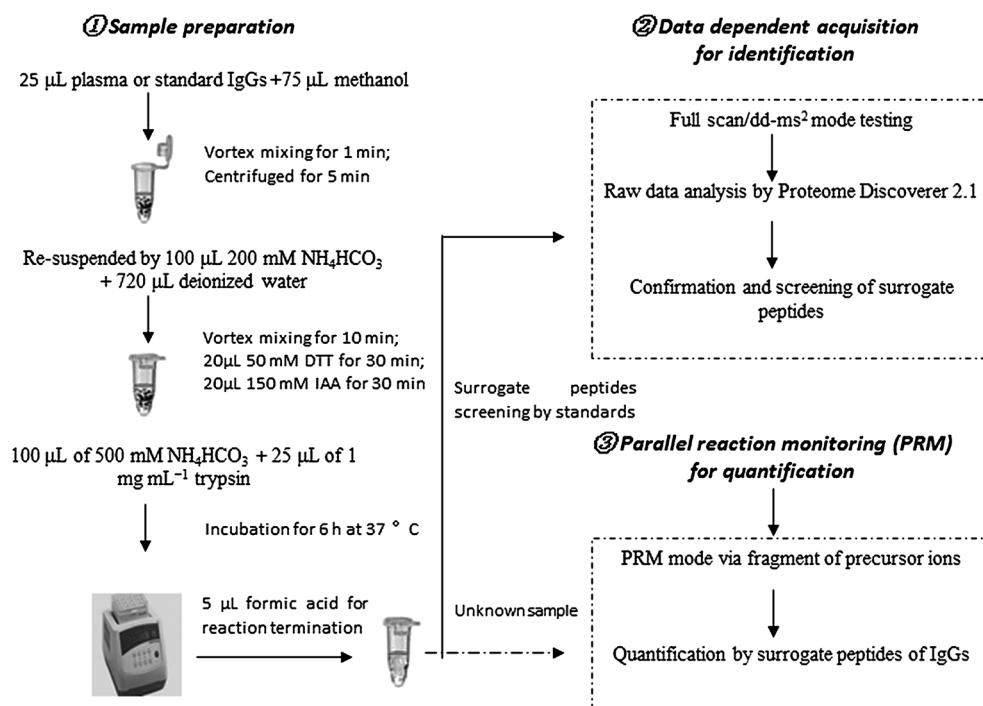 ①Sample preparation
25 μL plasma or standard IgGs +75 μL methanol
Vortex mixing for 1 min;
Centrifuged for 5 min
Re-suspended by 100 μL 200 mM NH₄HCO₃
+ 720 μL deionized water
Vortex mixing for 10 min;
20μL 50 mM DTT for 30 min;
20μL 150 mM IAA for 30 min
100 μL of 500 mM NH₄HCO₃ + 25 μL of 1
mg mL⁻¹ trypsin
Incubation for 6 h at 37 ° C
5 μL formic acid for
reaction termination
Surrogate peptides
screening by standards
Unknown sample
②Data dependent acquisition
for identification
Full scan/dd-ms² mode testing
Raw data analysis by Proteome Discoverer 2.1
Confirmation and screening of surrogate
peptides
③Parallel reaction monitoring (PRM)
for quantification
PRM mode via fragment of precursor ions
Quantification by surrogate peptides of IgGs